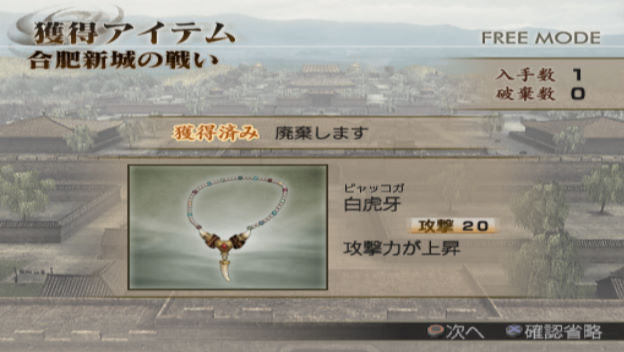 獲得アイテム
合肥新城の戦い
FREE MODE
入手数 1
破棄数 0
獲得済み 廃棄します
ビャッコガ
白虎牙
攻撃 20
攻撃力が上昇
次へ 確認省略